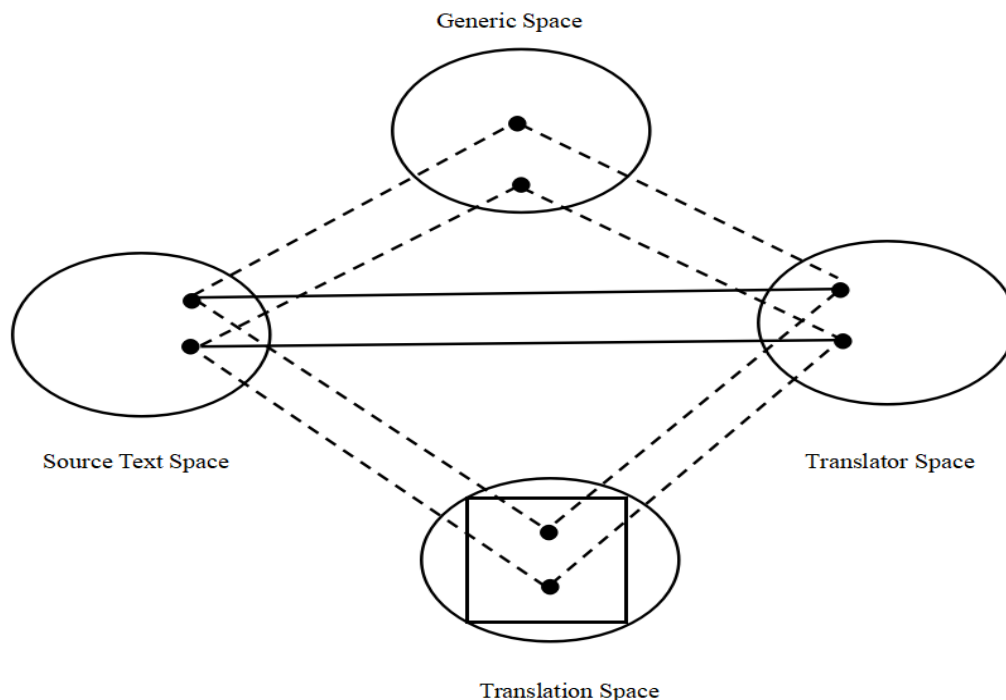 Generic Space
Source Text Space
Translator Space
Translation Space